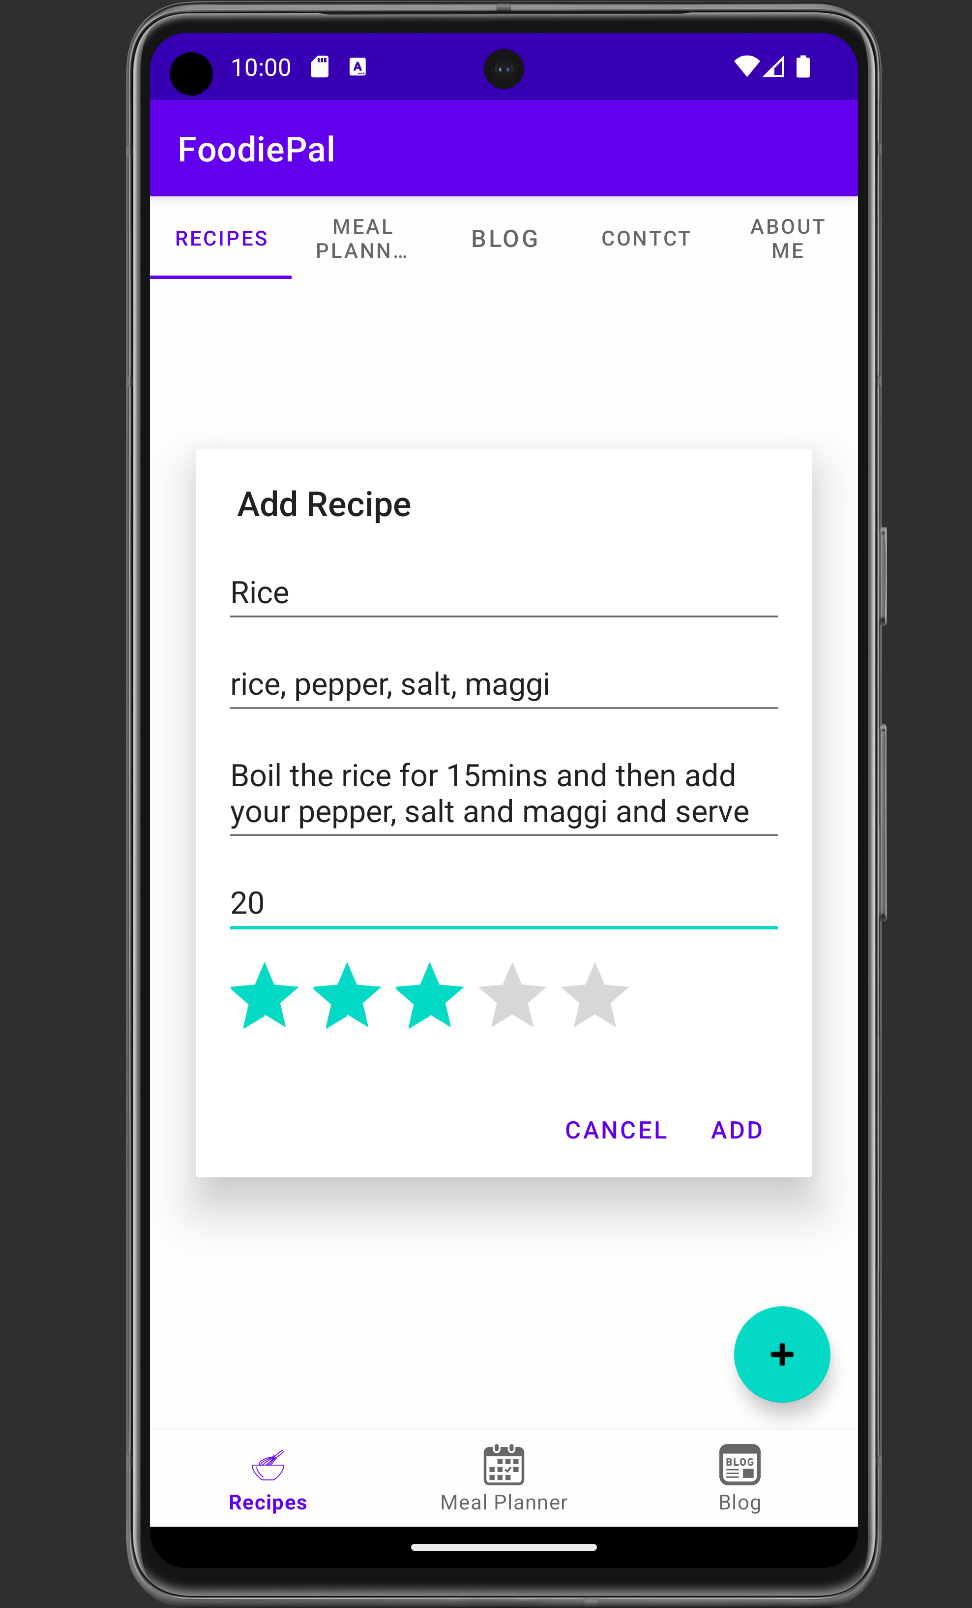 10:00
A
FoodiePal
RECIPES
MEAL
PLANN…
BLOG
CONTCT
ABOUT
ME
Add Recipe
Rice
rice, pepper, salt, maggi
Boil the rice for 15mins and then add
your pepper, salt and maggi and serve
20
CANCEL
ADD
+
BLOG
Recipes
Meal Planner
Blog